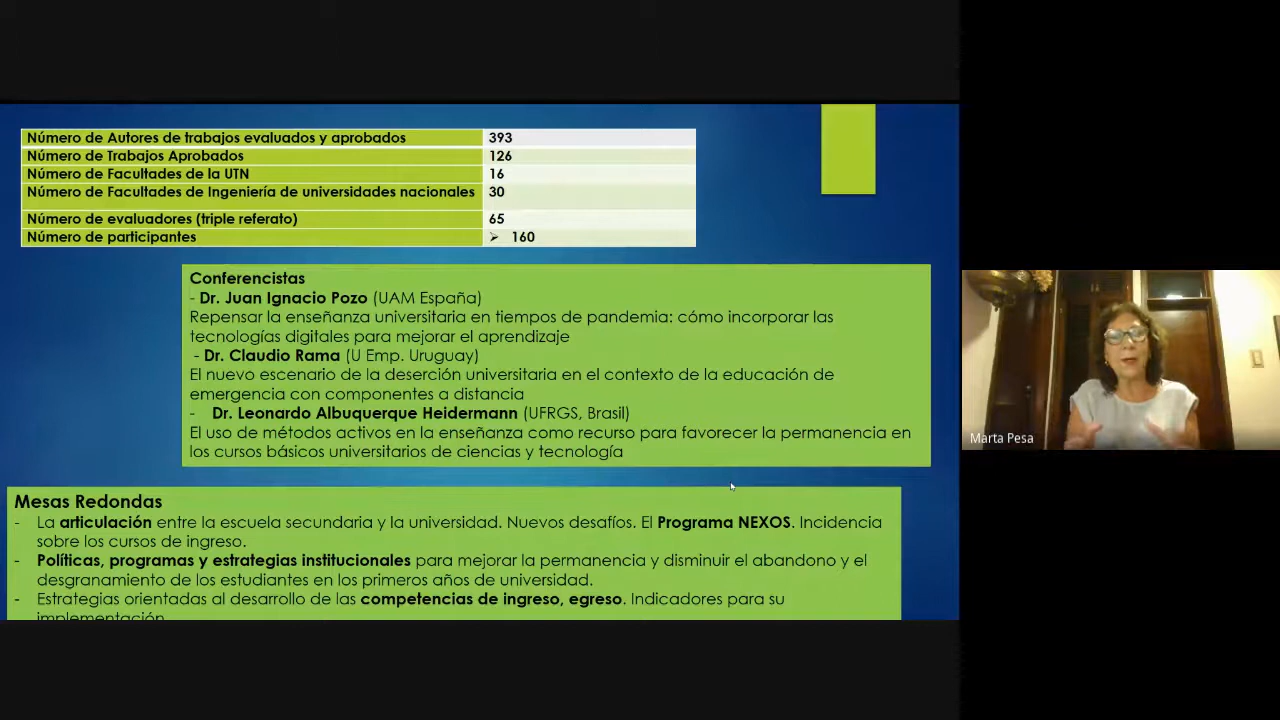 Número de Autores de trabajos evaluados y aprobados 393
Número de Trabajos Aprobados 126
Número de Facultades de la UTN 16
Número de Facultades de Ingeniería de universidades nacionales 30
Número de evaluadores (triple referato) 65
Número de participantes ➢ 160
Conferencistas
- Dr. Juan Ignacio Pozo (UAM España)
Repensar la enseñanza universitaria en tiempos de pandemia: cómo incorporar las
tecnologías digitales para mejorar el aprendizaje
- Dr. Claudio Rama (U Emp. Uruguay)
El nuevo escenario de la deserción universitaria en el contexto de la educación de
emergencia con componentes a distancia
- Dr. Leonardo Albuquerque Heidermann (UFRGS, Brasil)
El uso de métodos activos en la enseñanza como recurso para favorecer la permanencia en
los cursos básicos universitarios de ciencias y tecnología
Mesas Redondas
- La articulación entre la escuela secundaria y la universidad. Nuevos desafíos. El Programa NEXOS. Incidencia
sobre los cursos de ingreso.
- Políticas, programas y estrategias institucionales para mejorar la permanencia y disminuir el abandono y el
desgranamiento de los estudiantes en los primeros años de universidad.
- Estrategias orientadas al desarrollo de las competencias de ingreso, egreso. Indicadores para su
implementación
Marta Pesa